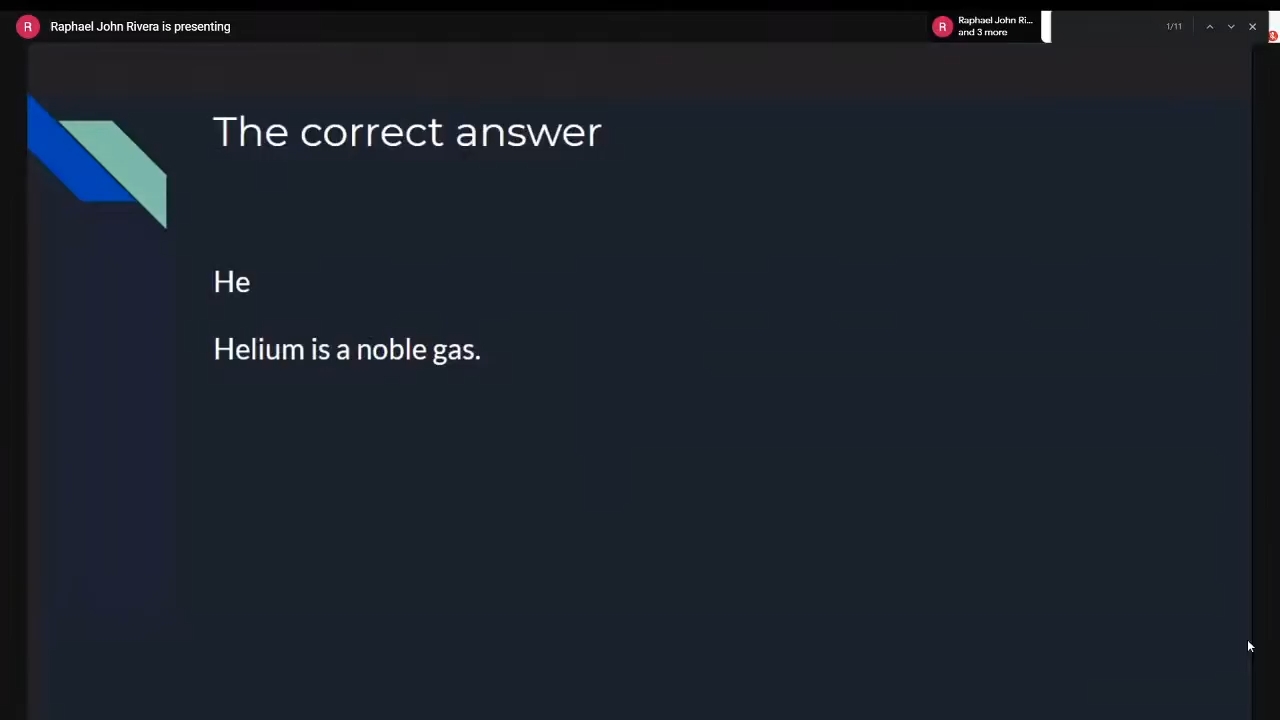 R
Raphael John Rivera is presenting
R
Raphael John Ri...
and 3 more
1/11
The correct answer
He
Helium is a noble gas.